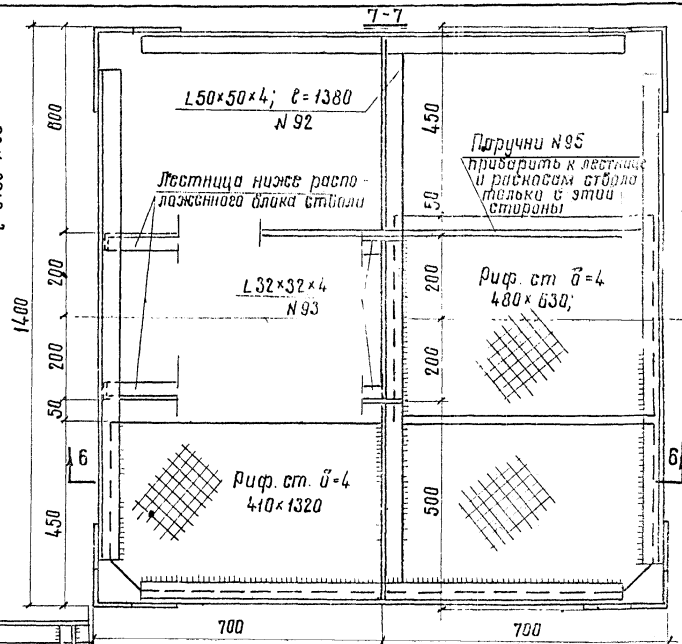 7-7
L50×50×4; ℓ=1380
N 92
Поручни N95
приварить к лестнице
и раскосам ствола
только с этой
стороны
Лестница ниже распо-
ложенного блока ствола
L32×32×4
N 93
Риф. ст. δ=4
480×630;
Риф. ст. δ=4
410×1320
800
200
200
50
450
1400
450
50
200
200
500
6
6
700
700